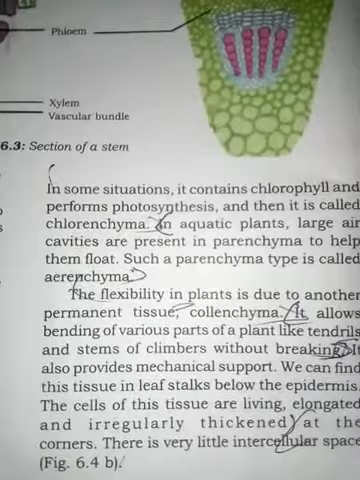 Phloem
Xylem
Vascular bundle
6.3: Section of a stem
In some situations, it contains chlorophyll and
performs photosynthesis, and then it is called
chlorenchyma. In aquatic plants, large air
cavities are present in parenchyma to help
them float. Such a parenchyma type is called
aerenchyma.
The flexibility in plants is due to another
permanent tissue, collenchyma. It allows
bending of various parts of a plant like tendrils
and stems of climbers without breaking. It
also provides mechanical support. We can find
this tissue in leaf stalks below the epidermis.
The cells of this tissue are living, elongated
and irregularly thickened at the
corners. There is very little intercellular space
(Fig. 6.4 b).